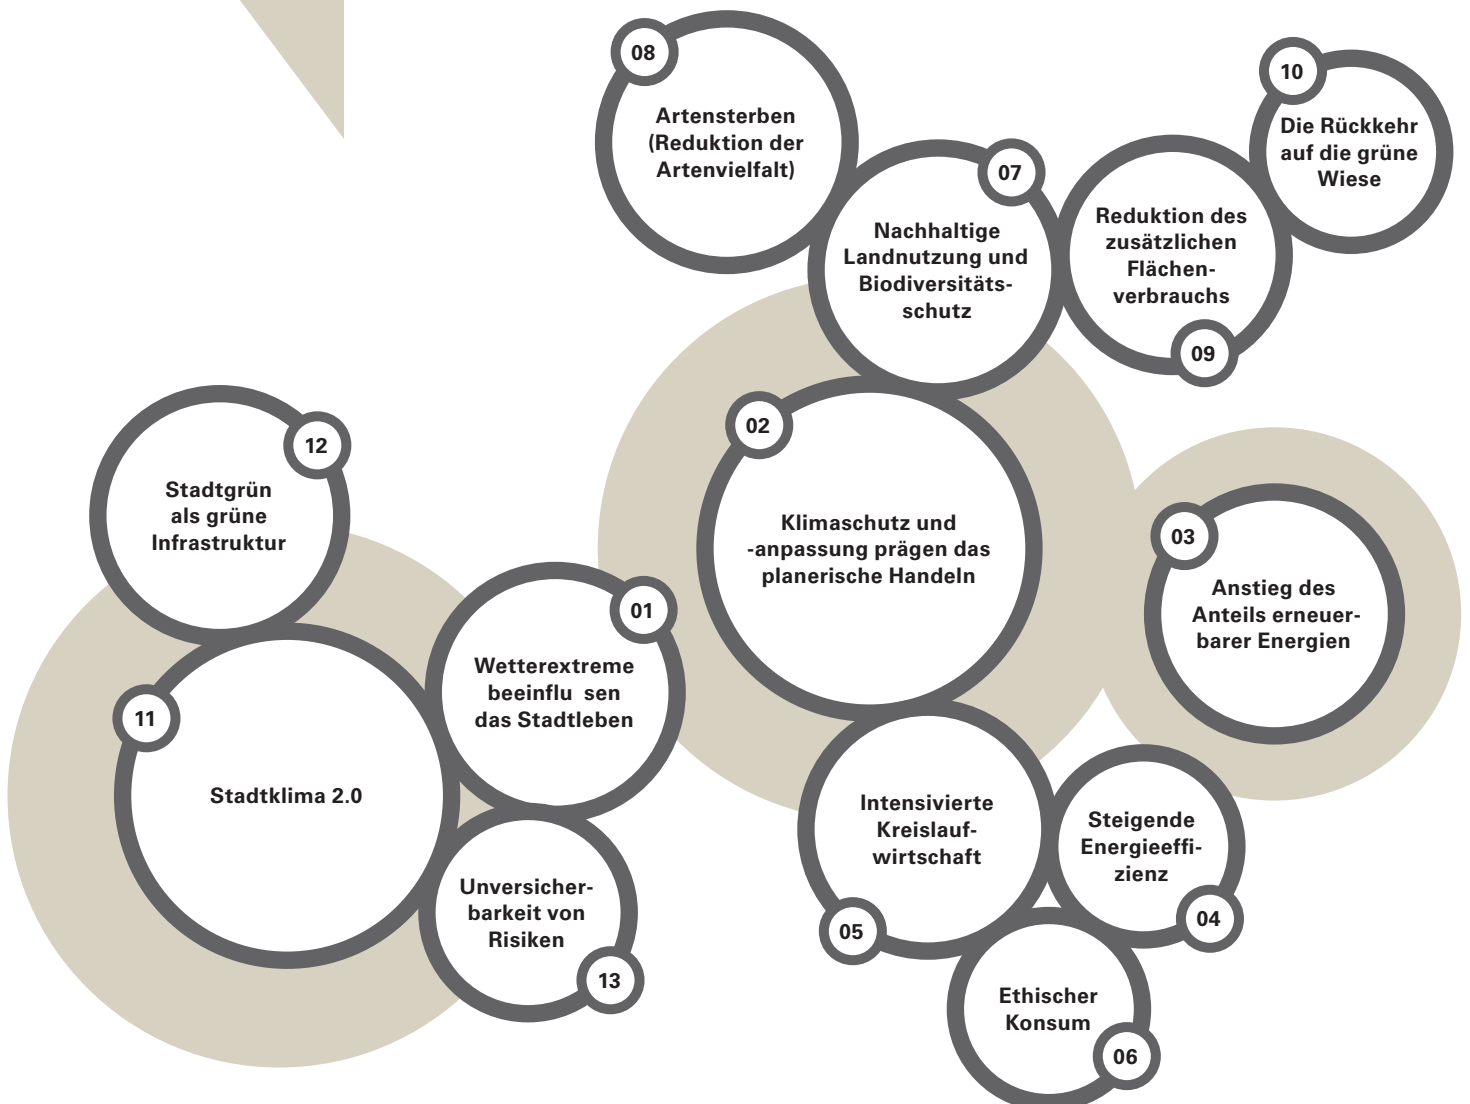 08
Artensterben
(Reduktion der
Artenvielfalt)
10
Die Rückkehr
auf die grüne
Wiese
07
Nachhaltige
Landnutzung und
Biodiversitäts-
schutz
Reduktion des
zusätzlichen
Flächen-
verbrauchs
09
02
Klimaschutz und
-anpassung prägen das
planerische Handeln
12
Stadtgrün
als grüne
Infrastruktur
03
Anstieg des
Anteils erneuer-
barer Energien
01
Wetterextreme
beeinflu sen
das Stadtleben
11
Stadtklima 2.0
Intensivierte
Kreislauf-
wirtschaft
05
Steigende
Energieeffi-
zienz
04
Unversicher-
barkeit von
Risiken
13
Ethischer
Konsum
06